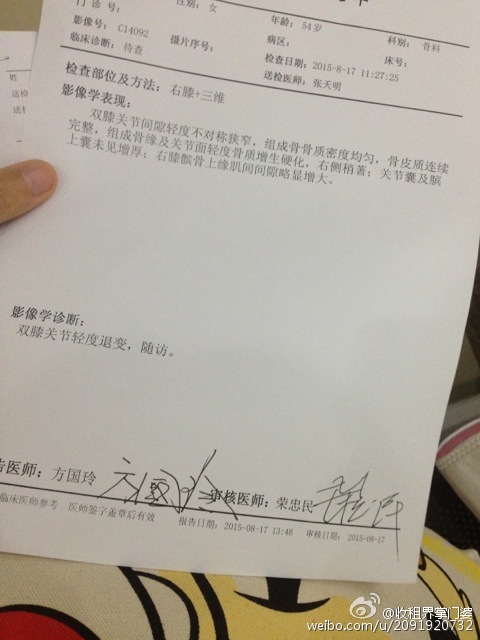 门诊 号:
性别: 女
年龄: 54岁
科别: 骨科
影像号: CI4092
摄片序号:
病区:
床号:
临床诊断: 待查
检查日期: 2015-8-17 11:27:25
送检医师: 张天明
检查部位及方法: 右膝+三维
影像学表现:
双膝关节间隙轻度不对称狭窄, 组成骨骨质密度均匀, 骨皮质连续
完整, 组成骨缘及关节面轻度骨质增生硬化, 右侧稍著; 关节囊及髌
上囊未见增厚; 右膝髌骨上缘肌间间隙略显增大。
影像学诊断:
双膝关节轻度退变, 随访。
告医师: 方国玲
审核医师: 荣忠民
临床医师参考 医师签字盖章后有效
报告日期: 2015-08-17 13:48
审核日期: 2015-08-17
姓
送检
@收租界掌门婆
weibo.com/u/2091920732